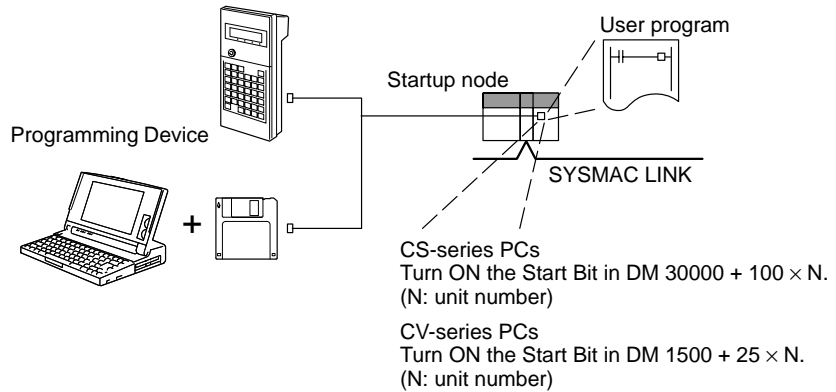 User program
Startup node
Programming Device
+
SYSMAC LINK
CS-series PCs
Turn ON the Start Bit in DM 30000 + 100 × N.
(N: unit number)
CV-series PCs
Turn ON the Start Bit in DM 1500 + 25 × N.
(N: unit number)